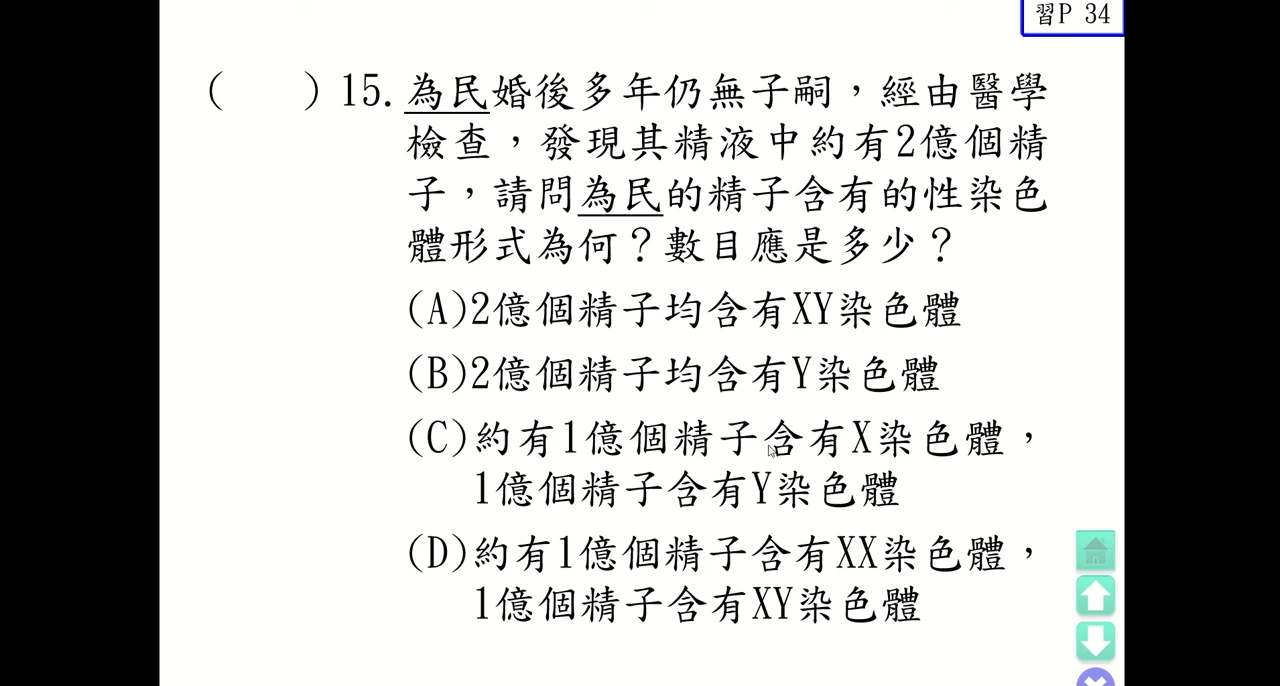 習P 34
(　　)15.為民婚後多年仍無子嗣，經由醫學
檢查，發現其精液中約有2億個精
子，請問為民的精子含有的性染色
體形式為何？數目應是多少？
(A)2億個精子均含有XY染色體
(B)2億個精子均含有Y染色體
(C)約有1億個精子含有X染色體，
1億個精子含有Y染色體
(D)約有1億個精子含有XX染色體，
1億個精子含有XY染色體